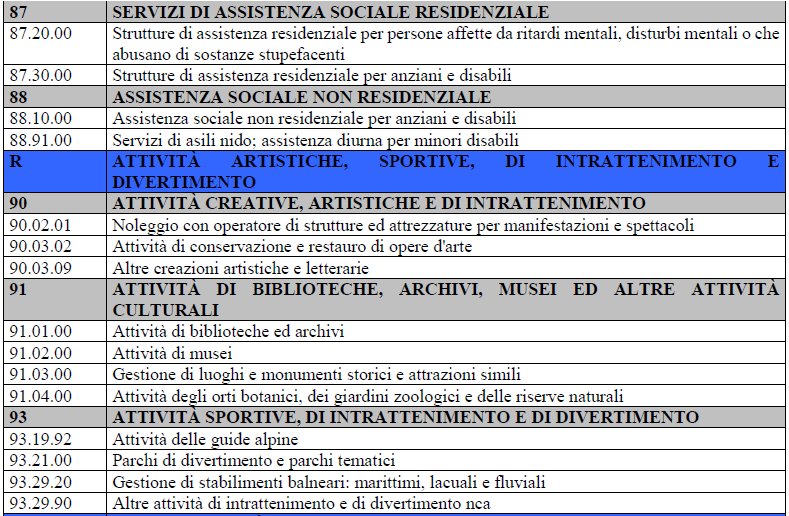 87 SERVIZI DI ASSISTENZA SOCIALE RESIDENZIALE
87.20.00 Strutture di assistenza residenziale per persone affette da ritardi mentali, disturbi mentali o che
abusano di sostanze stupefacenti
87.30.00 Strutture di assistenza residenziale per anziani e disabili
88 ASSISTENZA SOCIALE NON RESIDENZIALE
88.10.00 Assistenza sociale non residenziale per anziani e disabili
88.91.00 Servizi di asili nido; assistenza diurna per minori disabili
R ATTIVITÀ ARTISTICHE, SPORTIVE, DI INTRATTENIMENTO E
DIVERTIMENTO
90 ATTIVITÀ CREATIVE, ARTISTICHE E DI INTRATTENIMENTO
90.02.01 Noleggio con operatore di strutture ed attrezzature per manifestazioni e spettacoli
90.03.02 Attività di conservazione e restauro di opere d'arte
90.03.09 Altre creazioni artistiche e letterarie
91 ATTIVITÀ DI BIBLIOTECHE, ARCHIVI, MUSEI ED ALTRE ATTIVITÀ
CULTURALI
91.01.00 Attività di biblioteche ed archivi
91.02.00 Attività di musei
91.03.00 Gestione di luoghi e monumenti storici e attrazioni simili
91.04.00 Attività degli orti botanici, dei giardini zoologici e delle riserve naturali
93 ATTIVITÀ SPORTIVE, DI INTRATTENIMENTO E DI DIVERTIMENTO
93.19.92 Attività delle guide alpine
93.21.00 Parchi di divertimento e parchi tematici
93.29.20 Gestione di stabilimenti balneari: marittimi, lacuali e fluviali
93.29.90 Altre attività di intrattenimento e di divertimento nca